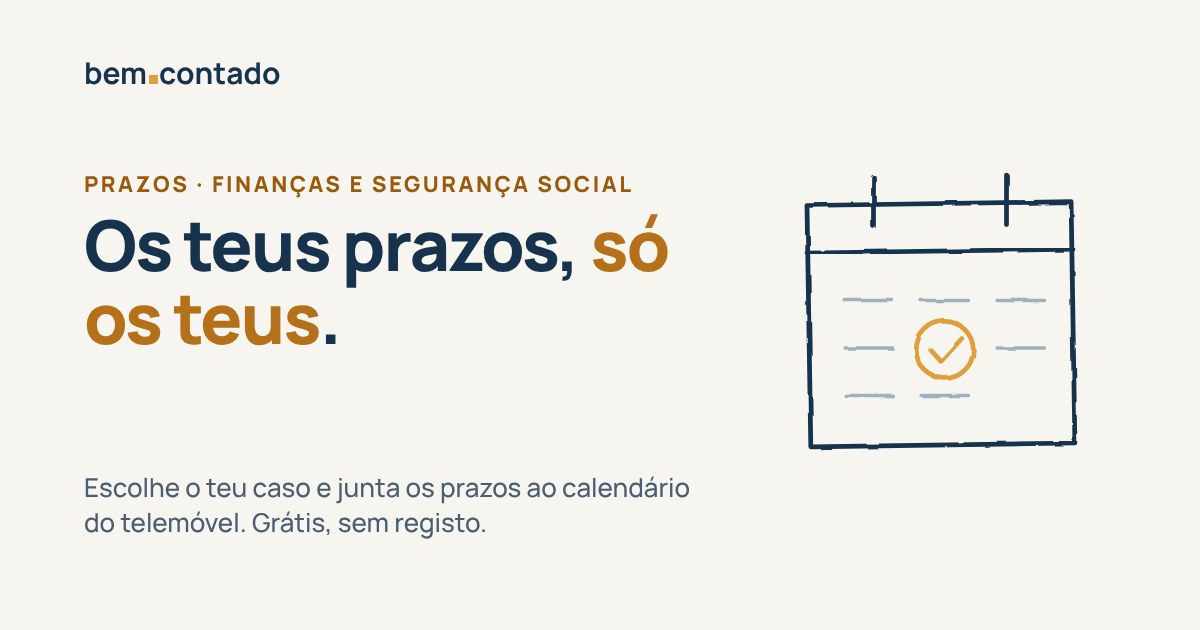 bem.contado
PRAZOS · FINANÇAS E SEGURANÇA SOCIAL
Os teus prazos, só
os teus.
Escolhe o teu caso e junta os prazos ao calendário
do telemóvel. Grátis, sem registo.